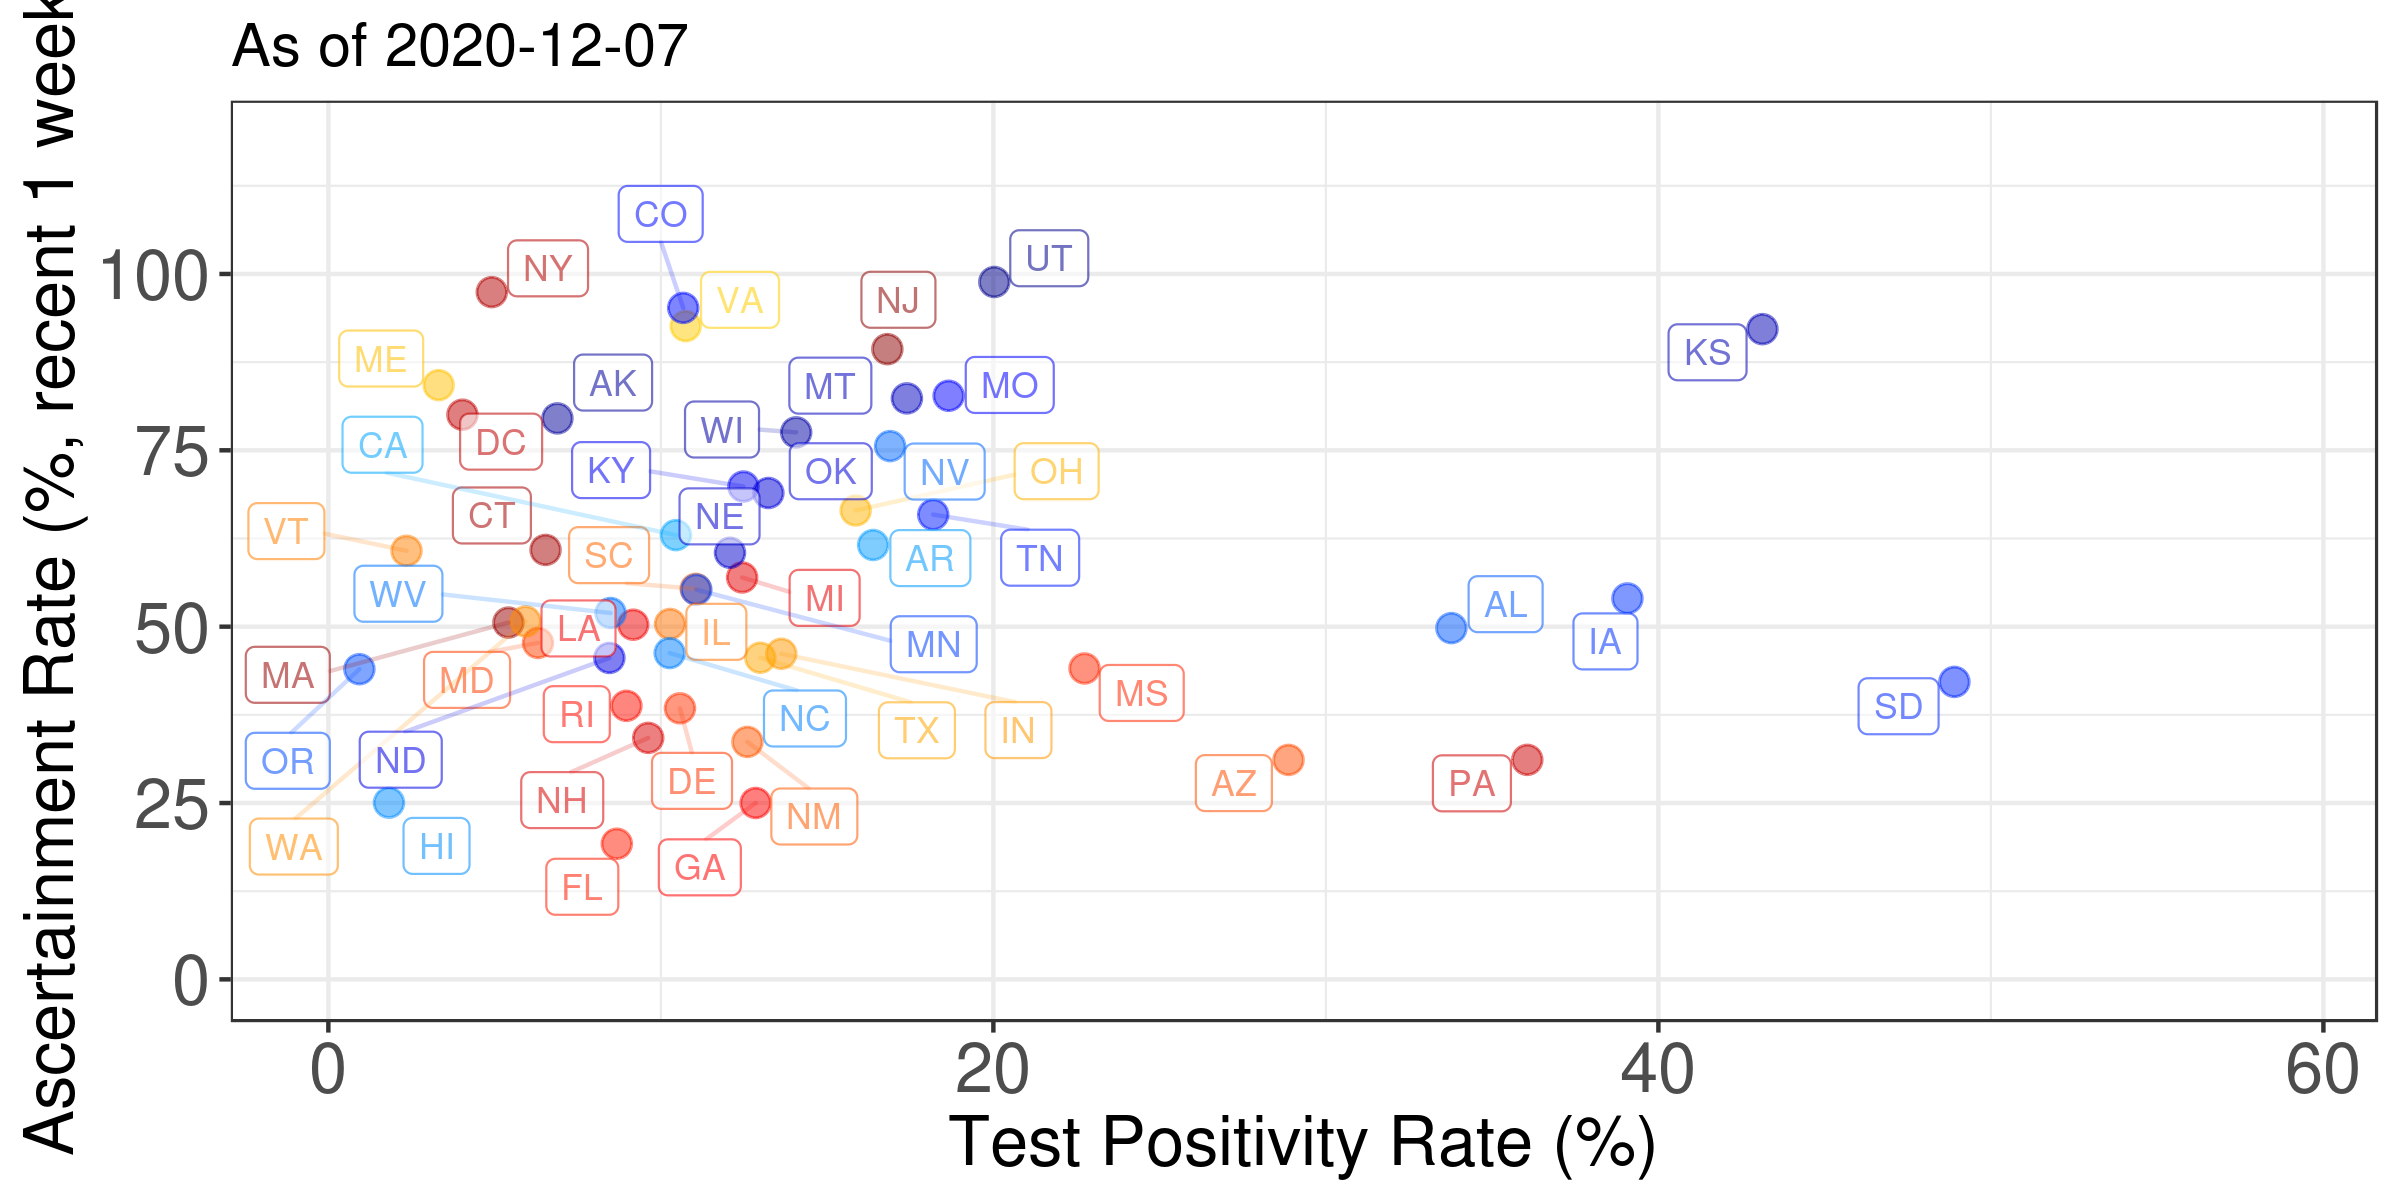 As of 2020-12-07
Ascertainment Rate (%, recent 1 week
100
75
50
25
0
CO
UT
NY
VA
NJ
KS
ME
AK
MT
MO
CA
DC
WI
KY
OK
NV
OH
VT
CT
NE
SC
AR
TN
WV
MI
LA
IL
MN
AL
IA
MA
MD
RI
NC
TX
IN
MS
SD
OR
ND
NH
DE
NM
AZ
PA
WA
HI
FL
GA
0
20
40
60
Test Positivity Rate (%)